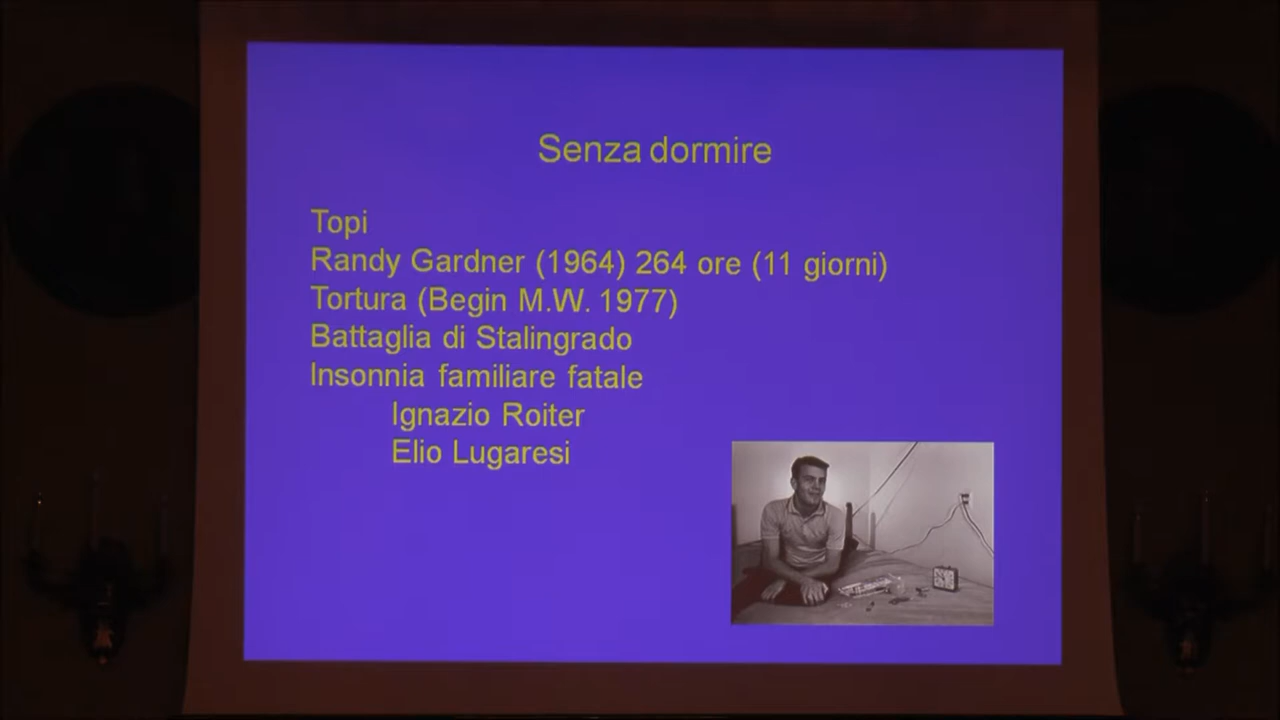 Senza dormire
Topi
Randy Gardner (1964) 264 ore (11 giorni)
Tortura (Begin M.W. 1977)
Battaglia di Stalingrado
Insonnia familiare fatale
Ignazio Roiter
Elio Lugaresi